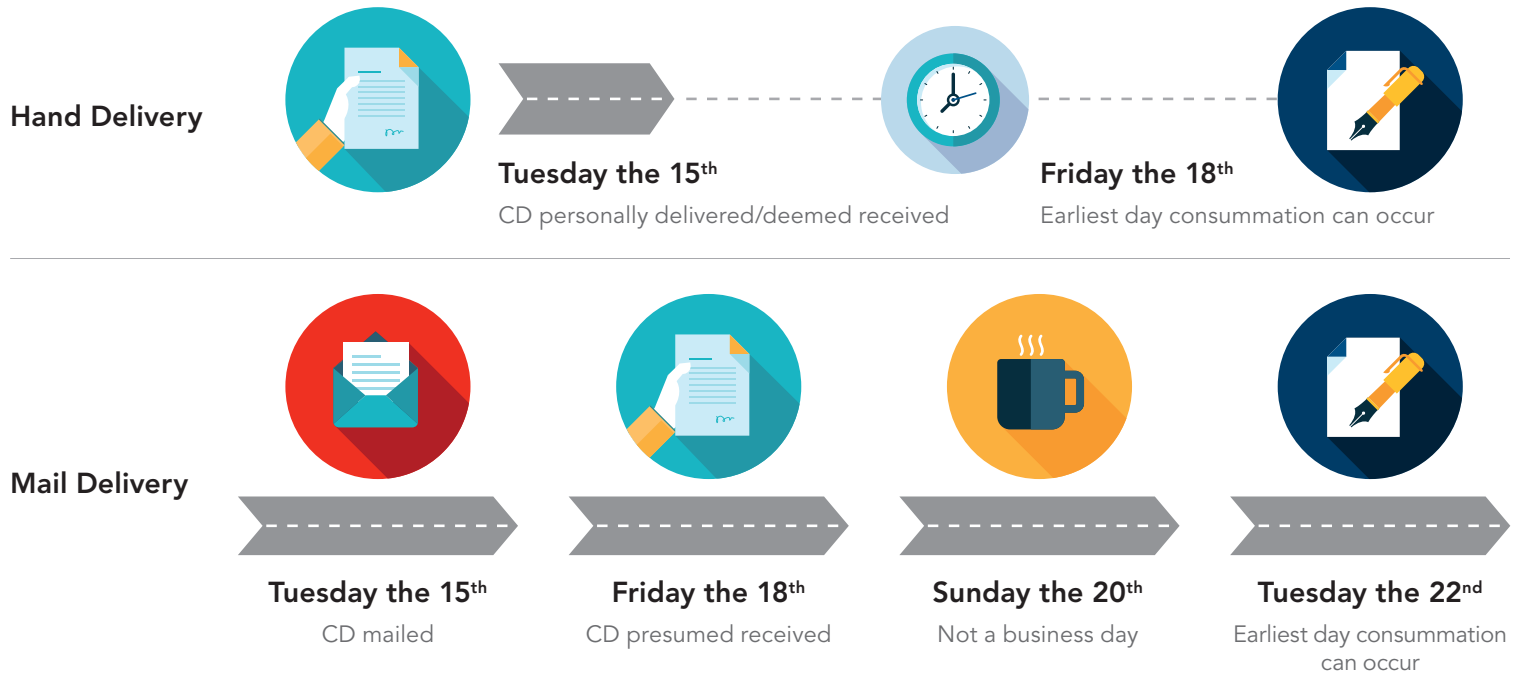 Hand Delivery
Tuesday the 15th
CD personally delivered/deemed received
Friday the 18th
Earliest day consummation can occur
Mail Delivery
Tuesday the 15th
CD mailed
Friday the 18th
CD presumed received
Sunday the 20th
Not a business day
Tuesday the 22nd
Earliest day consummation
can occur